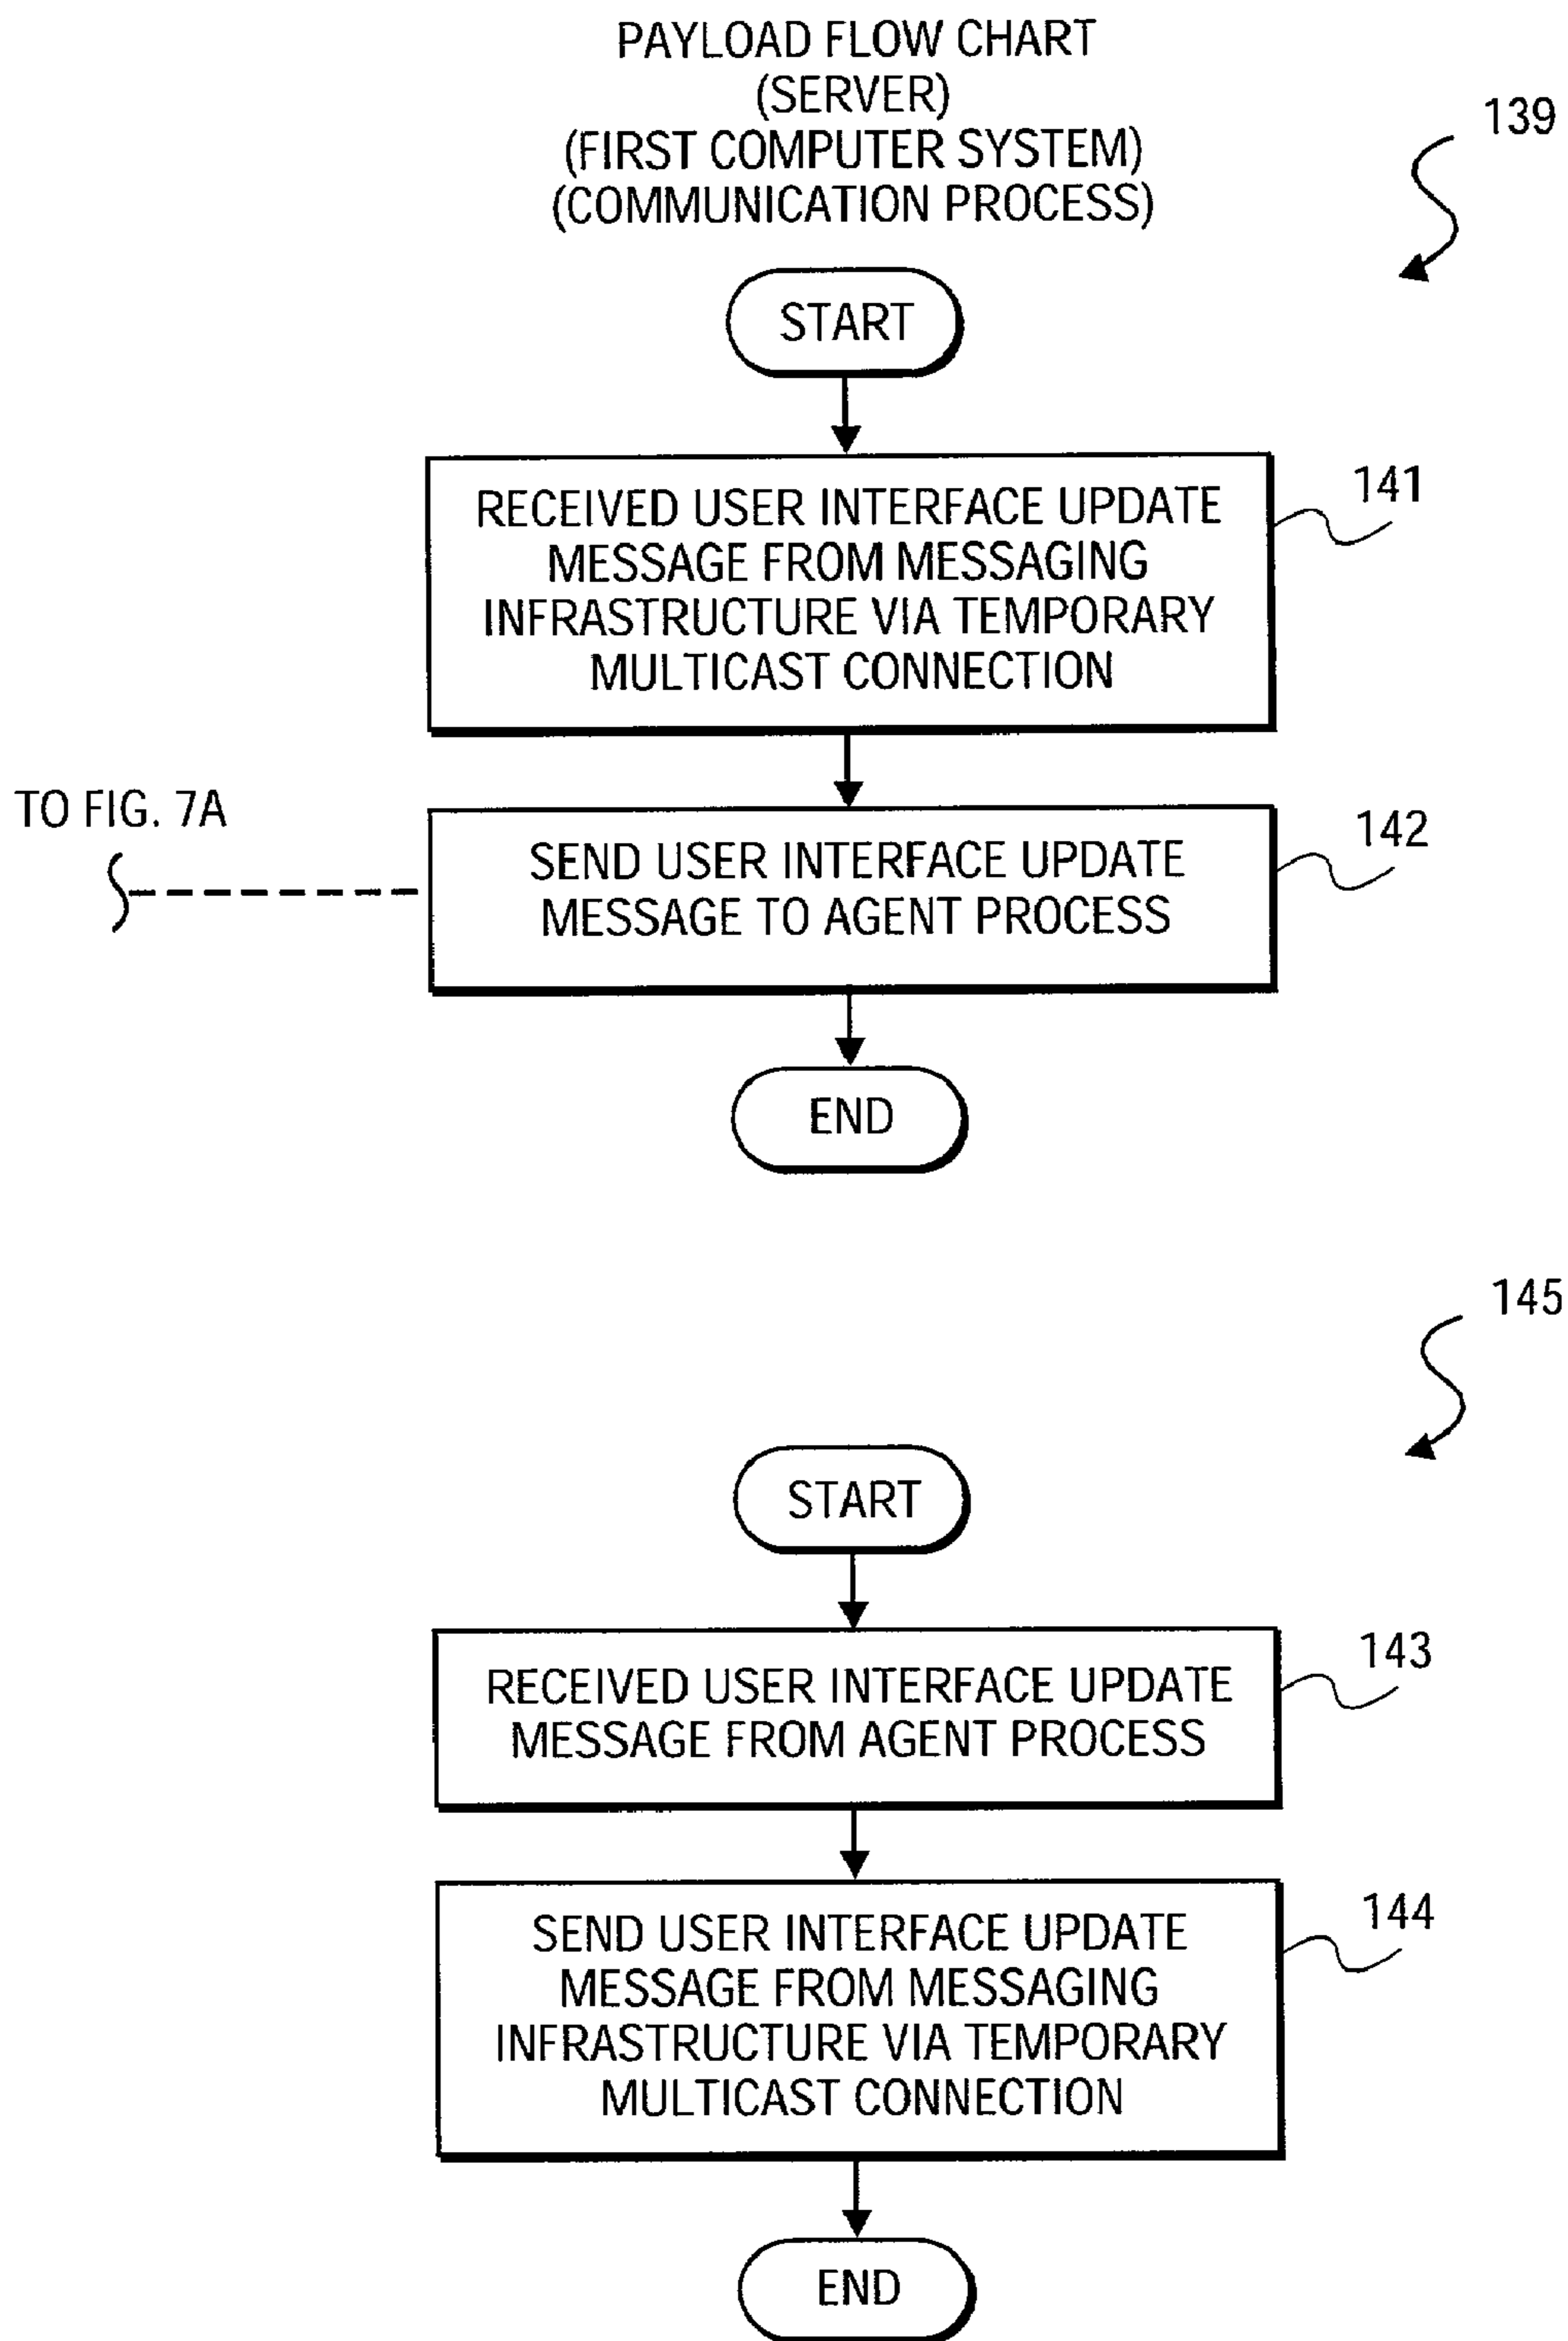 PAYLOAD FLOW CHART
(SERVER)
(FIRST COMPUTER SYSTEM)
(COMMUNICATION PROCESS)
139
START
RECEIVED USER INTERFACE UPDATE
MESSAGE FROM MESSAGING
INFRASTRUCTURE VIA TEMPORARY
MULTICAST CONNECTION
141
TO FIG. 7A
SEND USER INTERFACE UPDATE
MESSAGE TO AGENT PROCESS
142
END
145
START
RECEIVED USER INTERFACE UPDATE
MESSAGE FROM AGENT PROCESS
143
SEND USER INTERFACE UPDATE
MESSAGE FROM MESSAGING
INFRASTRUCTURE VIA TEMPORARY
MULTICAST CONNECTION
144
END